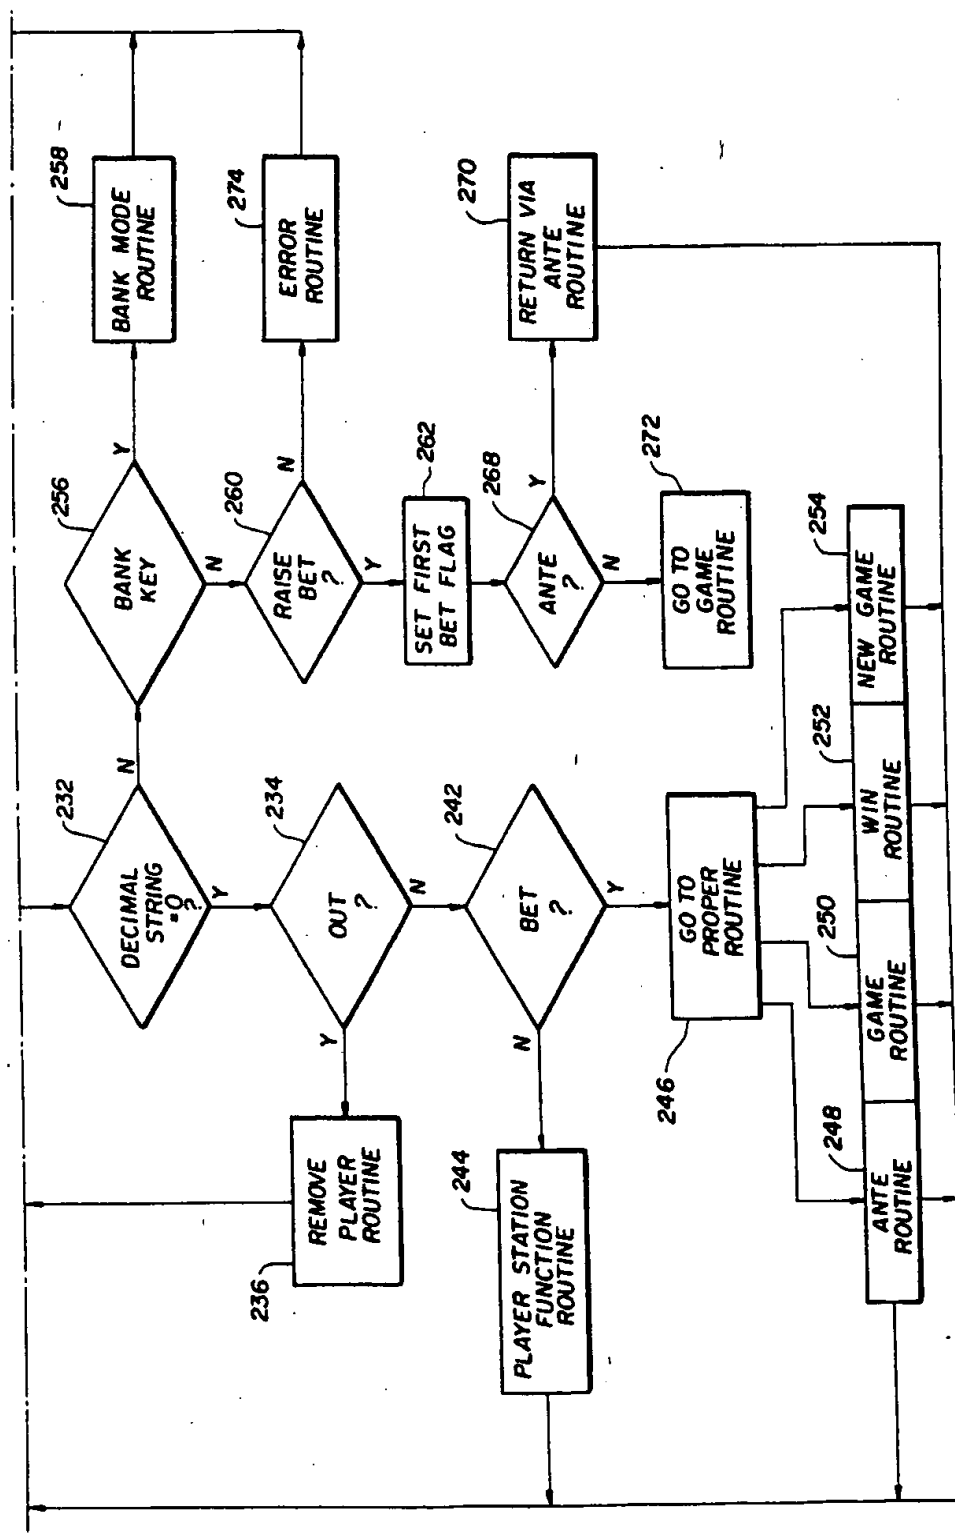 232
DECIMAL
STRING
=0
?
N
Y
256
BANK
KEY
Y
N
258
BANK MODE
ROUTINE
260
RAISE
BET
?
N
Y
274
ERROR
ROUTINE
234
OUT
?
Y
N
236
REMOVE
PLAYER
ROUTINE
262
SET FIRST
BET FLAG
242
BET
?
N
Y
244
PLAYER STATION
FUNCTION
ROUTINE
268
ANTE
?
Y
N
270
RETURN VIA
ANTE
ROUTINE
272
GO TO
GAME
ROUTINE
246
GO TO
PROPER
ROUTINE
248
ANTE
ROUTINE
250
GAME
ROUTINE
252
WIN
ROUTINE
254
NEW GAME
ROUTINE